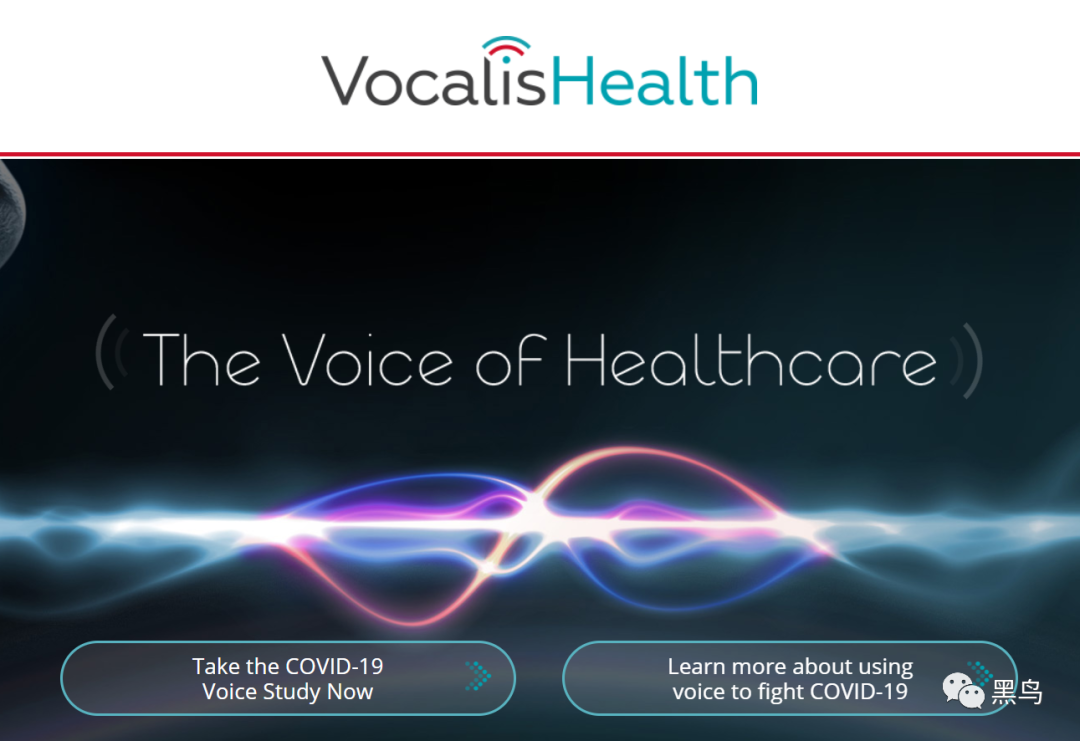 VocalisHealth
The Voice of Healthcare
Take the COVID-19
Voice Study Now
Learn more about using
voice to fight COVID-19
黑鸟